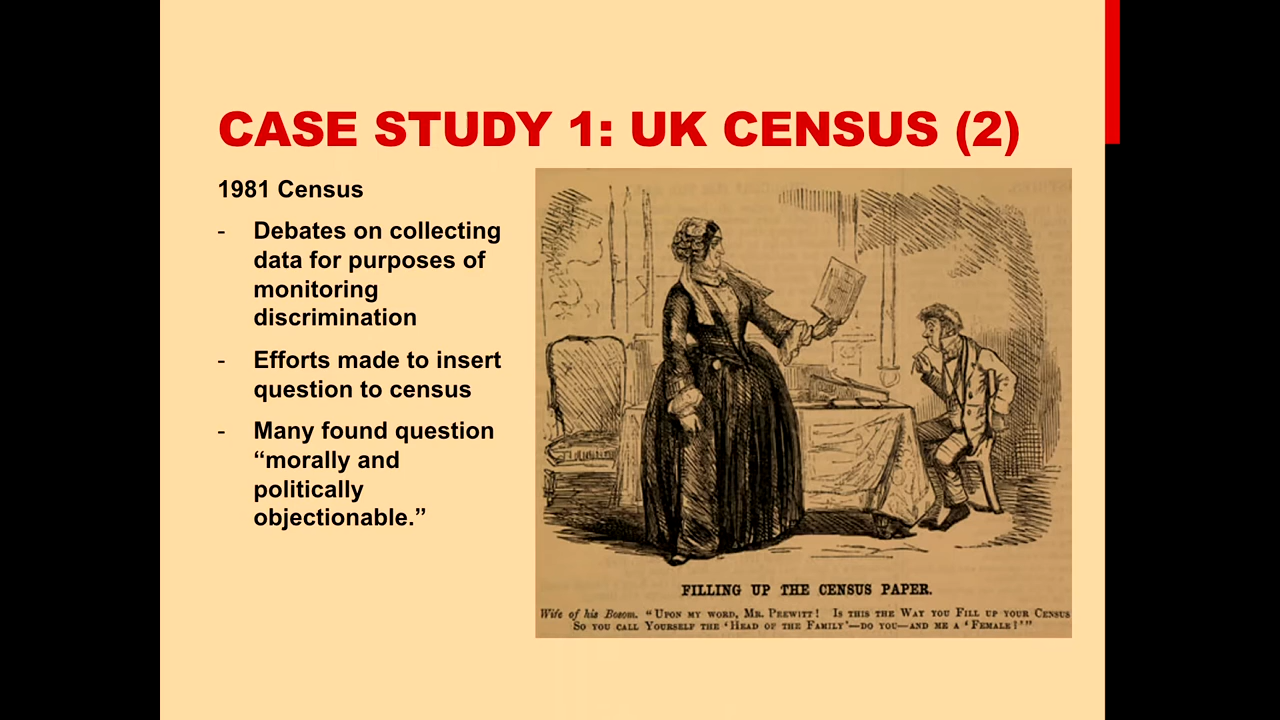 CASE STUDY 1: UK CENSUS (2)
1981 Census
- Debates on collecting
data for purposes of
monitoring
discrimination
- Efforts made to insert
question to census
- Many found question
“morally and
politically
objectionable.”
FILLING UP THE CENSUS PAPER.
Wife of his Bosom. “UPON MY WORD, MR. PEEWITT! IS THIS THE WAY YOU FILL UP YOUR CENSUS
SO YOU CALL YOURSELF THE ‘HEAD OF THE FAMILY’—DO YOU—AND ME A ‘FEMALE?’”